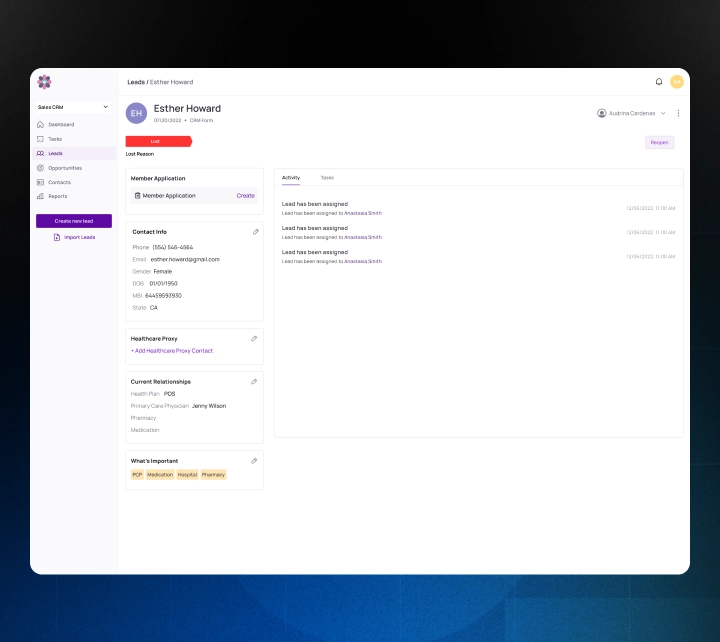 Leads / Esther Howard
AH
Sales CRM
Dashboard
Tasks
Leads
Opportunities
Contacts
Reports
Create new lead
Import Leads
EH
Esther Howard
07/20/2022 • CRM Form
Audrina Cardenas
Lost
Lost Reason
Reopen
Member Application
Member Application Create
Contact Info
Phone (554) 546-4564
Email esther.howard@gmail.com
Gender Female
DOB 01/01/1950
MBI 64459593930
State CA
Healthcare Proxy
+ Add Healthcare Proxy Contact
Current Relationships
Health Plan POS
Primary Care Physician Jenny Wilson
Pharmacy
Medication
What's Important
PCP Medication Hospital Pharmacy
Activity Tasks
Lead has been assigned
Lead has been assigned to Anastasia Smith
12/05/2022, 11:00 AM
Lead has been assigned
Lead has been assigned to Anastasia Smith
12/05/2022, 11:00 AM
Lead has been assigned
Lead has been assigned to Anastasia Smith
12/05/2022, 11:00 AM